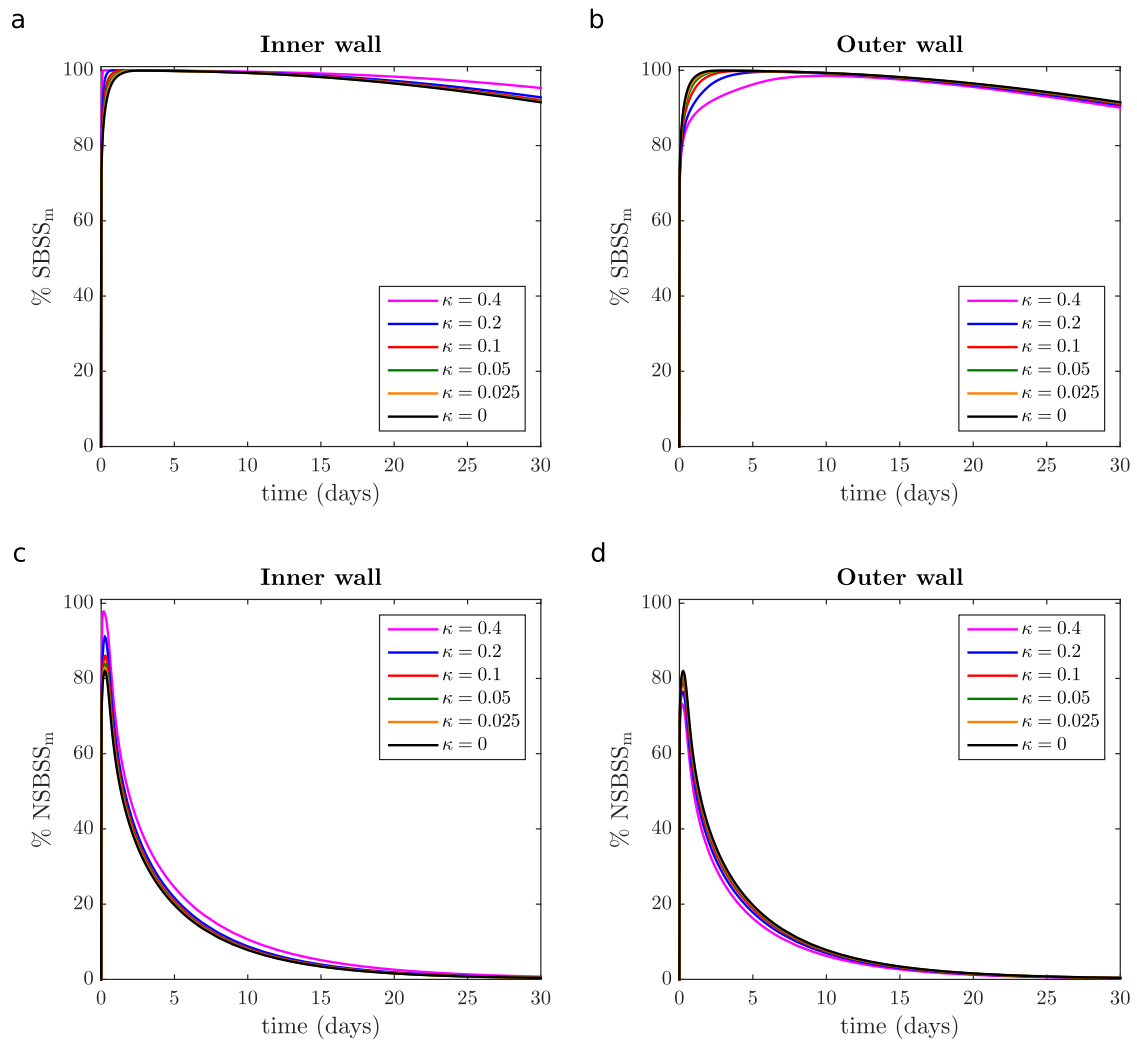 a
Inner wall
% SBSSₘ
100
80
60
40
20
0
κ = 0.4
κ = 0.2
κ = 0.1
κ = 0.05
κ = 0.025
κ = 0
0 5 10 15 20 25 30
time (days)
b
Outer wall
% SBSSₘ
100
80
60
40
20
0
κ = 0.4
κ = 0.2
κ = 0.1
κ = 0.05
κ = 0.025
κ = 0
0 5 10 15 20 25 30
time (days)
c
Inner wall
% NSBSSₘ
100
80
60
40
20
0
κ = 0.4
κ = 0.2
κ = 0.1
κ = 0.05
κ = 0.025
κ = 0
0 5 10 15 20 25 30
time (days)
d
Outer wall
% NSBSSₘ
100
80
60
40
20
0
κ = 0.4
κ = 0.2
κ = 0.1
κ = 0.05
κ = 0.025
κ = 0
0 5 10 15 20 25 30
time (days)